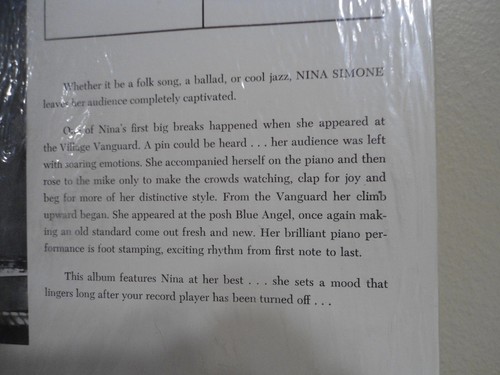 Whether it be a folk song, a ballad, or cool jazz, NINA SIMONE
leaves her audience completely captivated.
One of Nina's first big breaks happened when she appeared at
the Village Vanguard. A pin could be heard . . . her audience was left
with soaring emotions. She accompanied herself on the piano and then
rose to the mike only to make the crowds watching, clap for joy and
beg for more of her distinctive style. From the Vanguard her climb
upward began. She appeared at the posh Blue Angel, once again mak-
ing an old standard come out fresh and new. Her brilliant piano per-
formance is foot stamping, exciting rhythm from first note to last.
This album features Nina at her best . . . she sets a mood that
lingers long after your record player has been turned off . . .